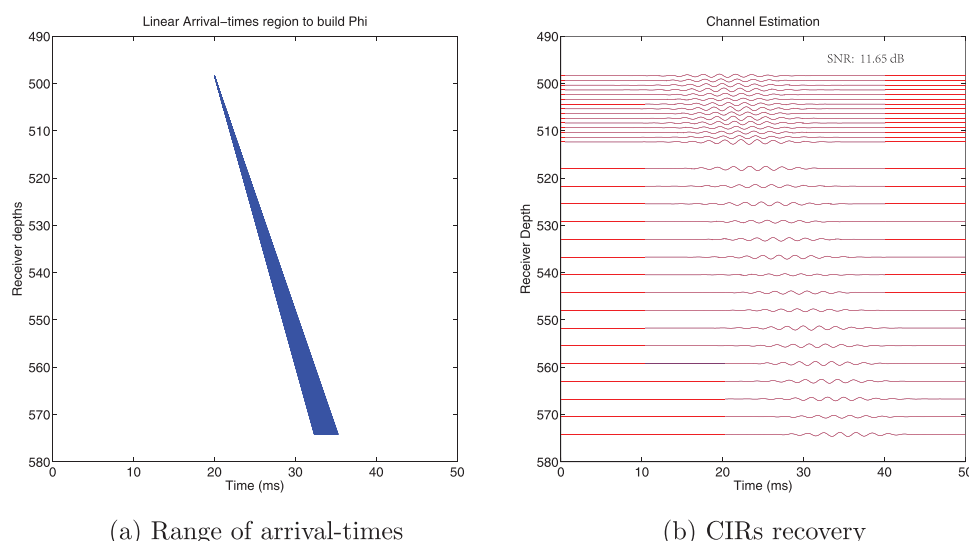 Linear Arrival-times region to build Phi
490
500
510
520
530
540
550
560
570
580
Receiver depths
0 10 20 30 40 50
Time (ms)
(a) Range of arrival-times
Channel Estimation
SNR: 11.65 dB
490
500
510
520
530
540
550
560
570
580
Receiver Depth
0 10 20 30 40 50
Time (ms)
(b) CIRs recovery